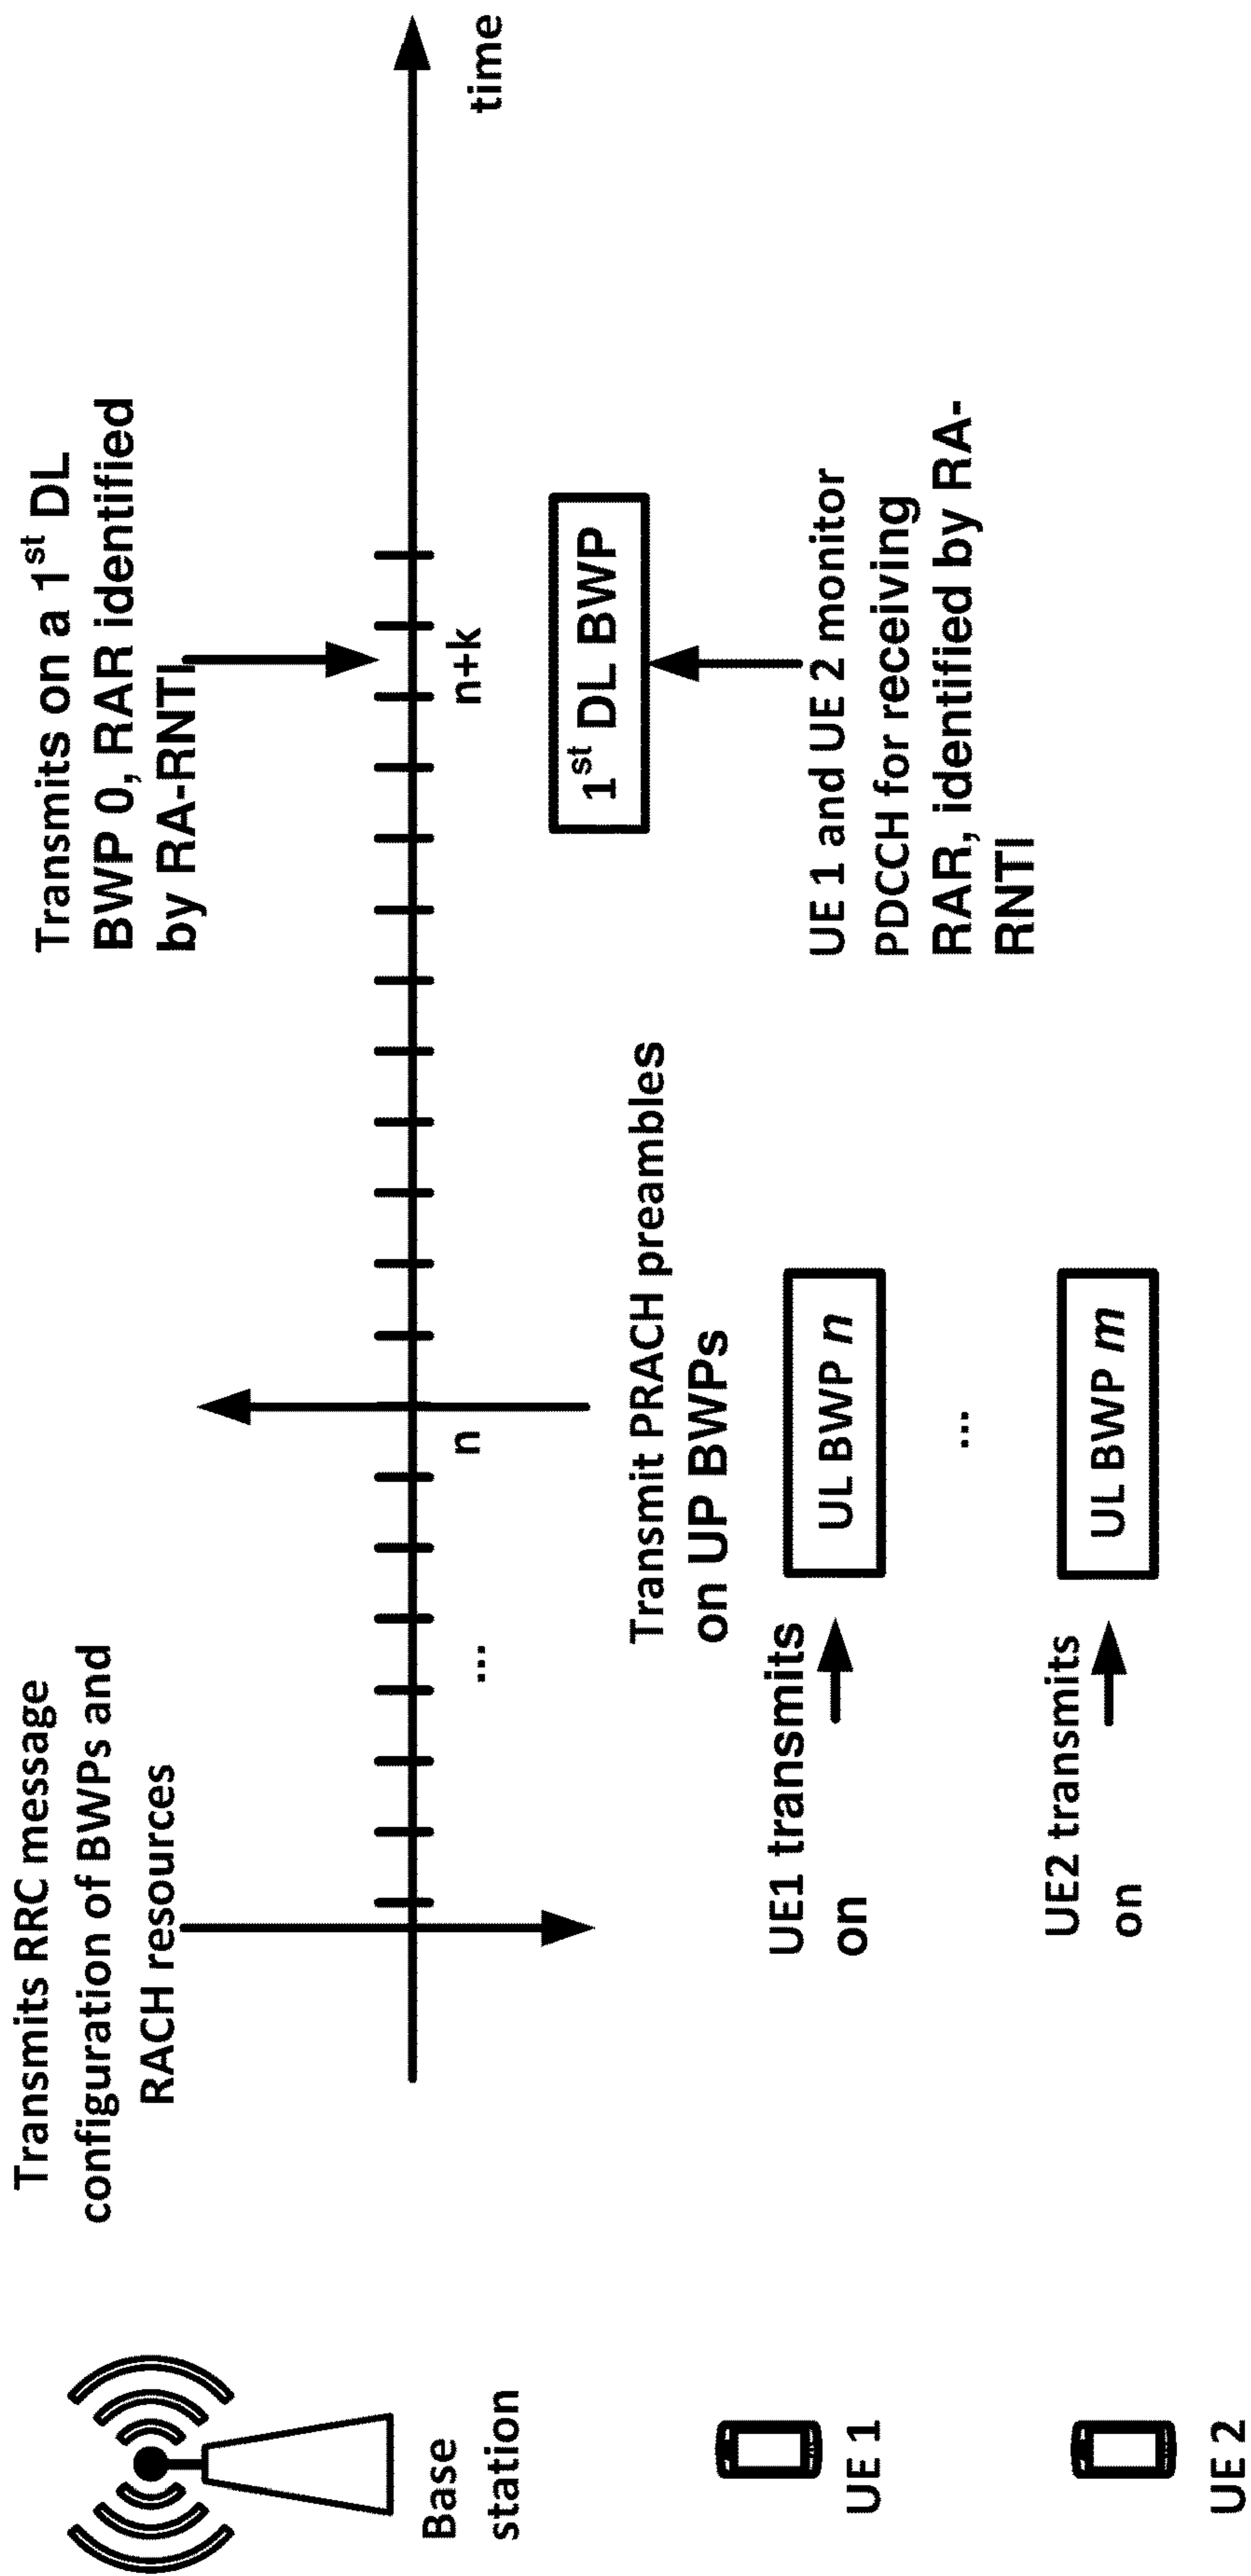 Transmits RRC message
configuration of BWPs and
RACH resources
Transmits on a 1st DL
BWP 0, RAR identified
by RA-RNTI
...
n
n+k
time
Transmit PRACH preambles
on UP BWPs
1st DL BWP
UE 1 and UE 2 monitor
PDCCH for receiving
RAR, identified by RA-
RNTI
UE1 transmits
on
UL BWP n
...
UE2 transmits
on
UL BWP m
Base
station
UE 1
UE 2